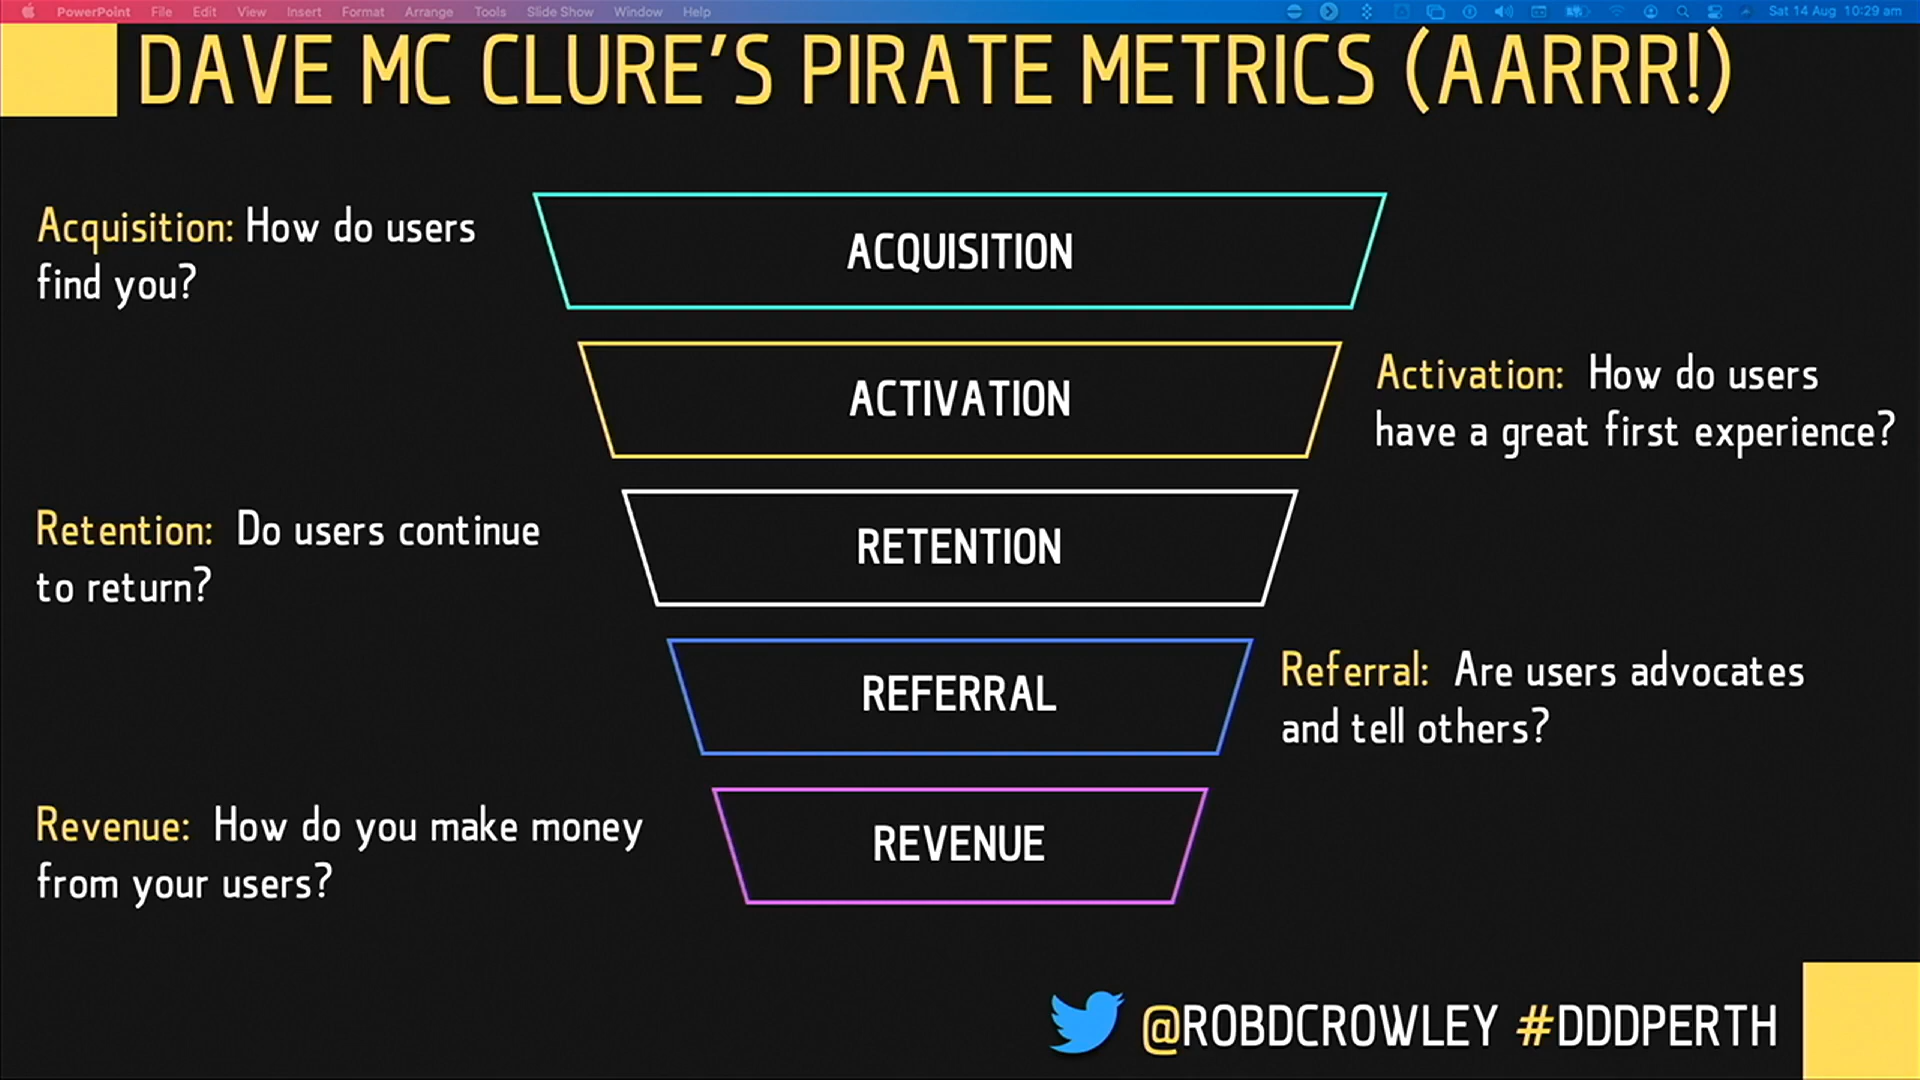 PowerPoint File Edit View Insert Format Arrange Tools Slide Show Window Help Sat 14 Aug 10:29 am
DAVE MC CLURE'S PIRATE METRICS (AARRR!)
Acquisition: How do users
find you?
ACQUISITION
ACTIVATION
Activation: How do users
have a great first experience?
Retention: Do users continue
to return?
RETENTION
REFERRAL
Referral: Are users advocates
and tell others?
Revenue: How do you make money
from your users?
REVENUE
@ROBDCROWLEY #DDDPERTH